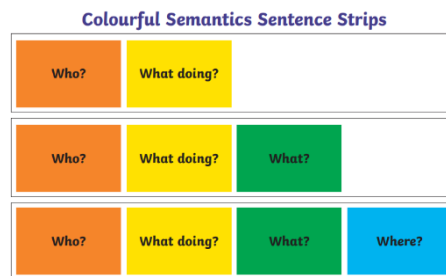 Colourful Semantics Sentence Strips
Who? What doing?
Who? What doing? What?
Who? What doing? What? Where?